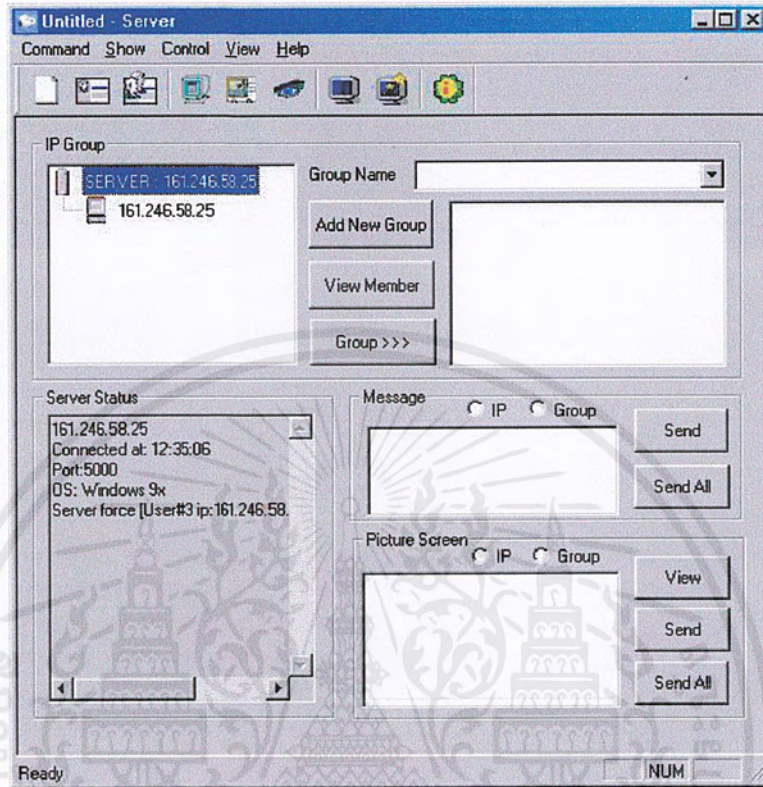 Untitled - Server
Command Show Control View Help
IP Group
SERVER : 161.246.58.25
161.246.58.25
Group Name
Add New Group
View Member
Group >>>
Server Status
161.246.58.25
Connected at: 12:35:06
Port:5000
OS: Windows 9x
Server force [User#3 ip:161.246.58.
Message
IP Group
Send
Send All
Picture Screen
IP Group
View
Send
Send All
Ready
NUM